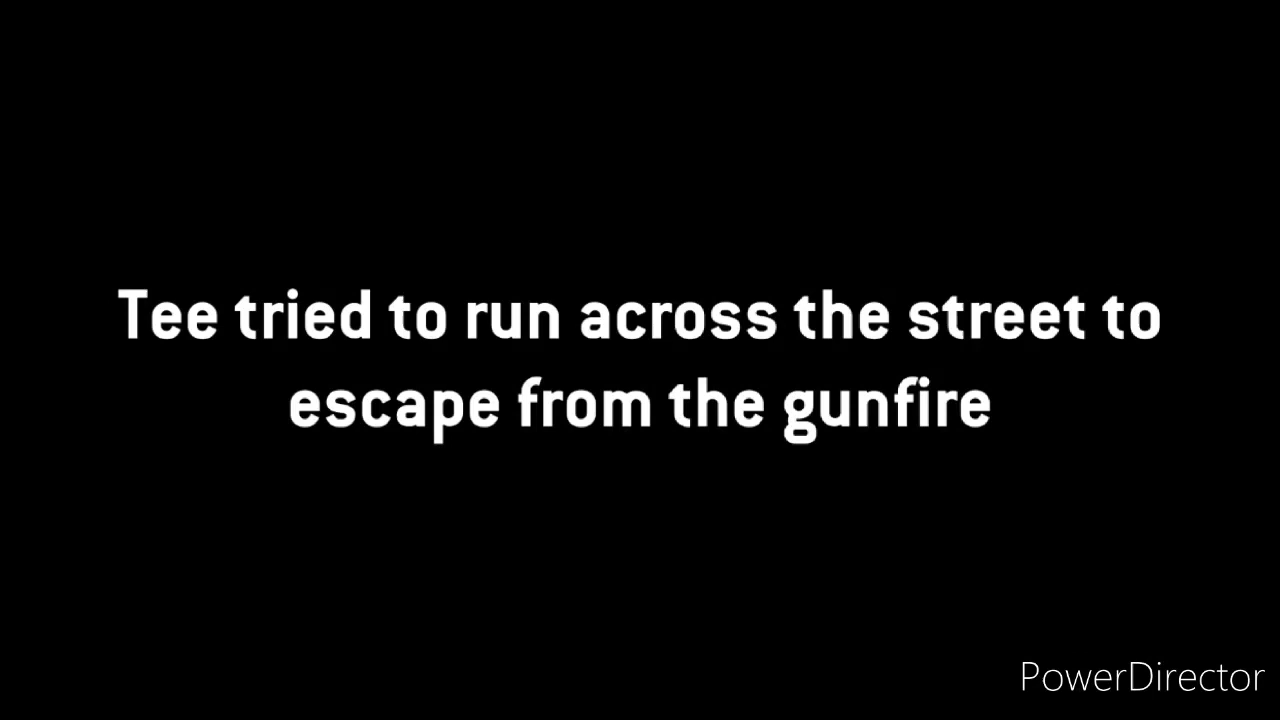 Tee tried to run across the street to
escape from the gunfire
PowerDirector